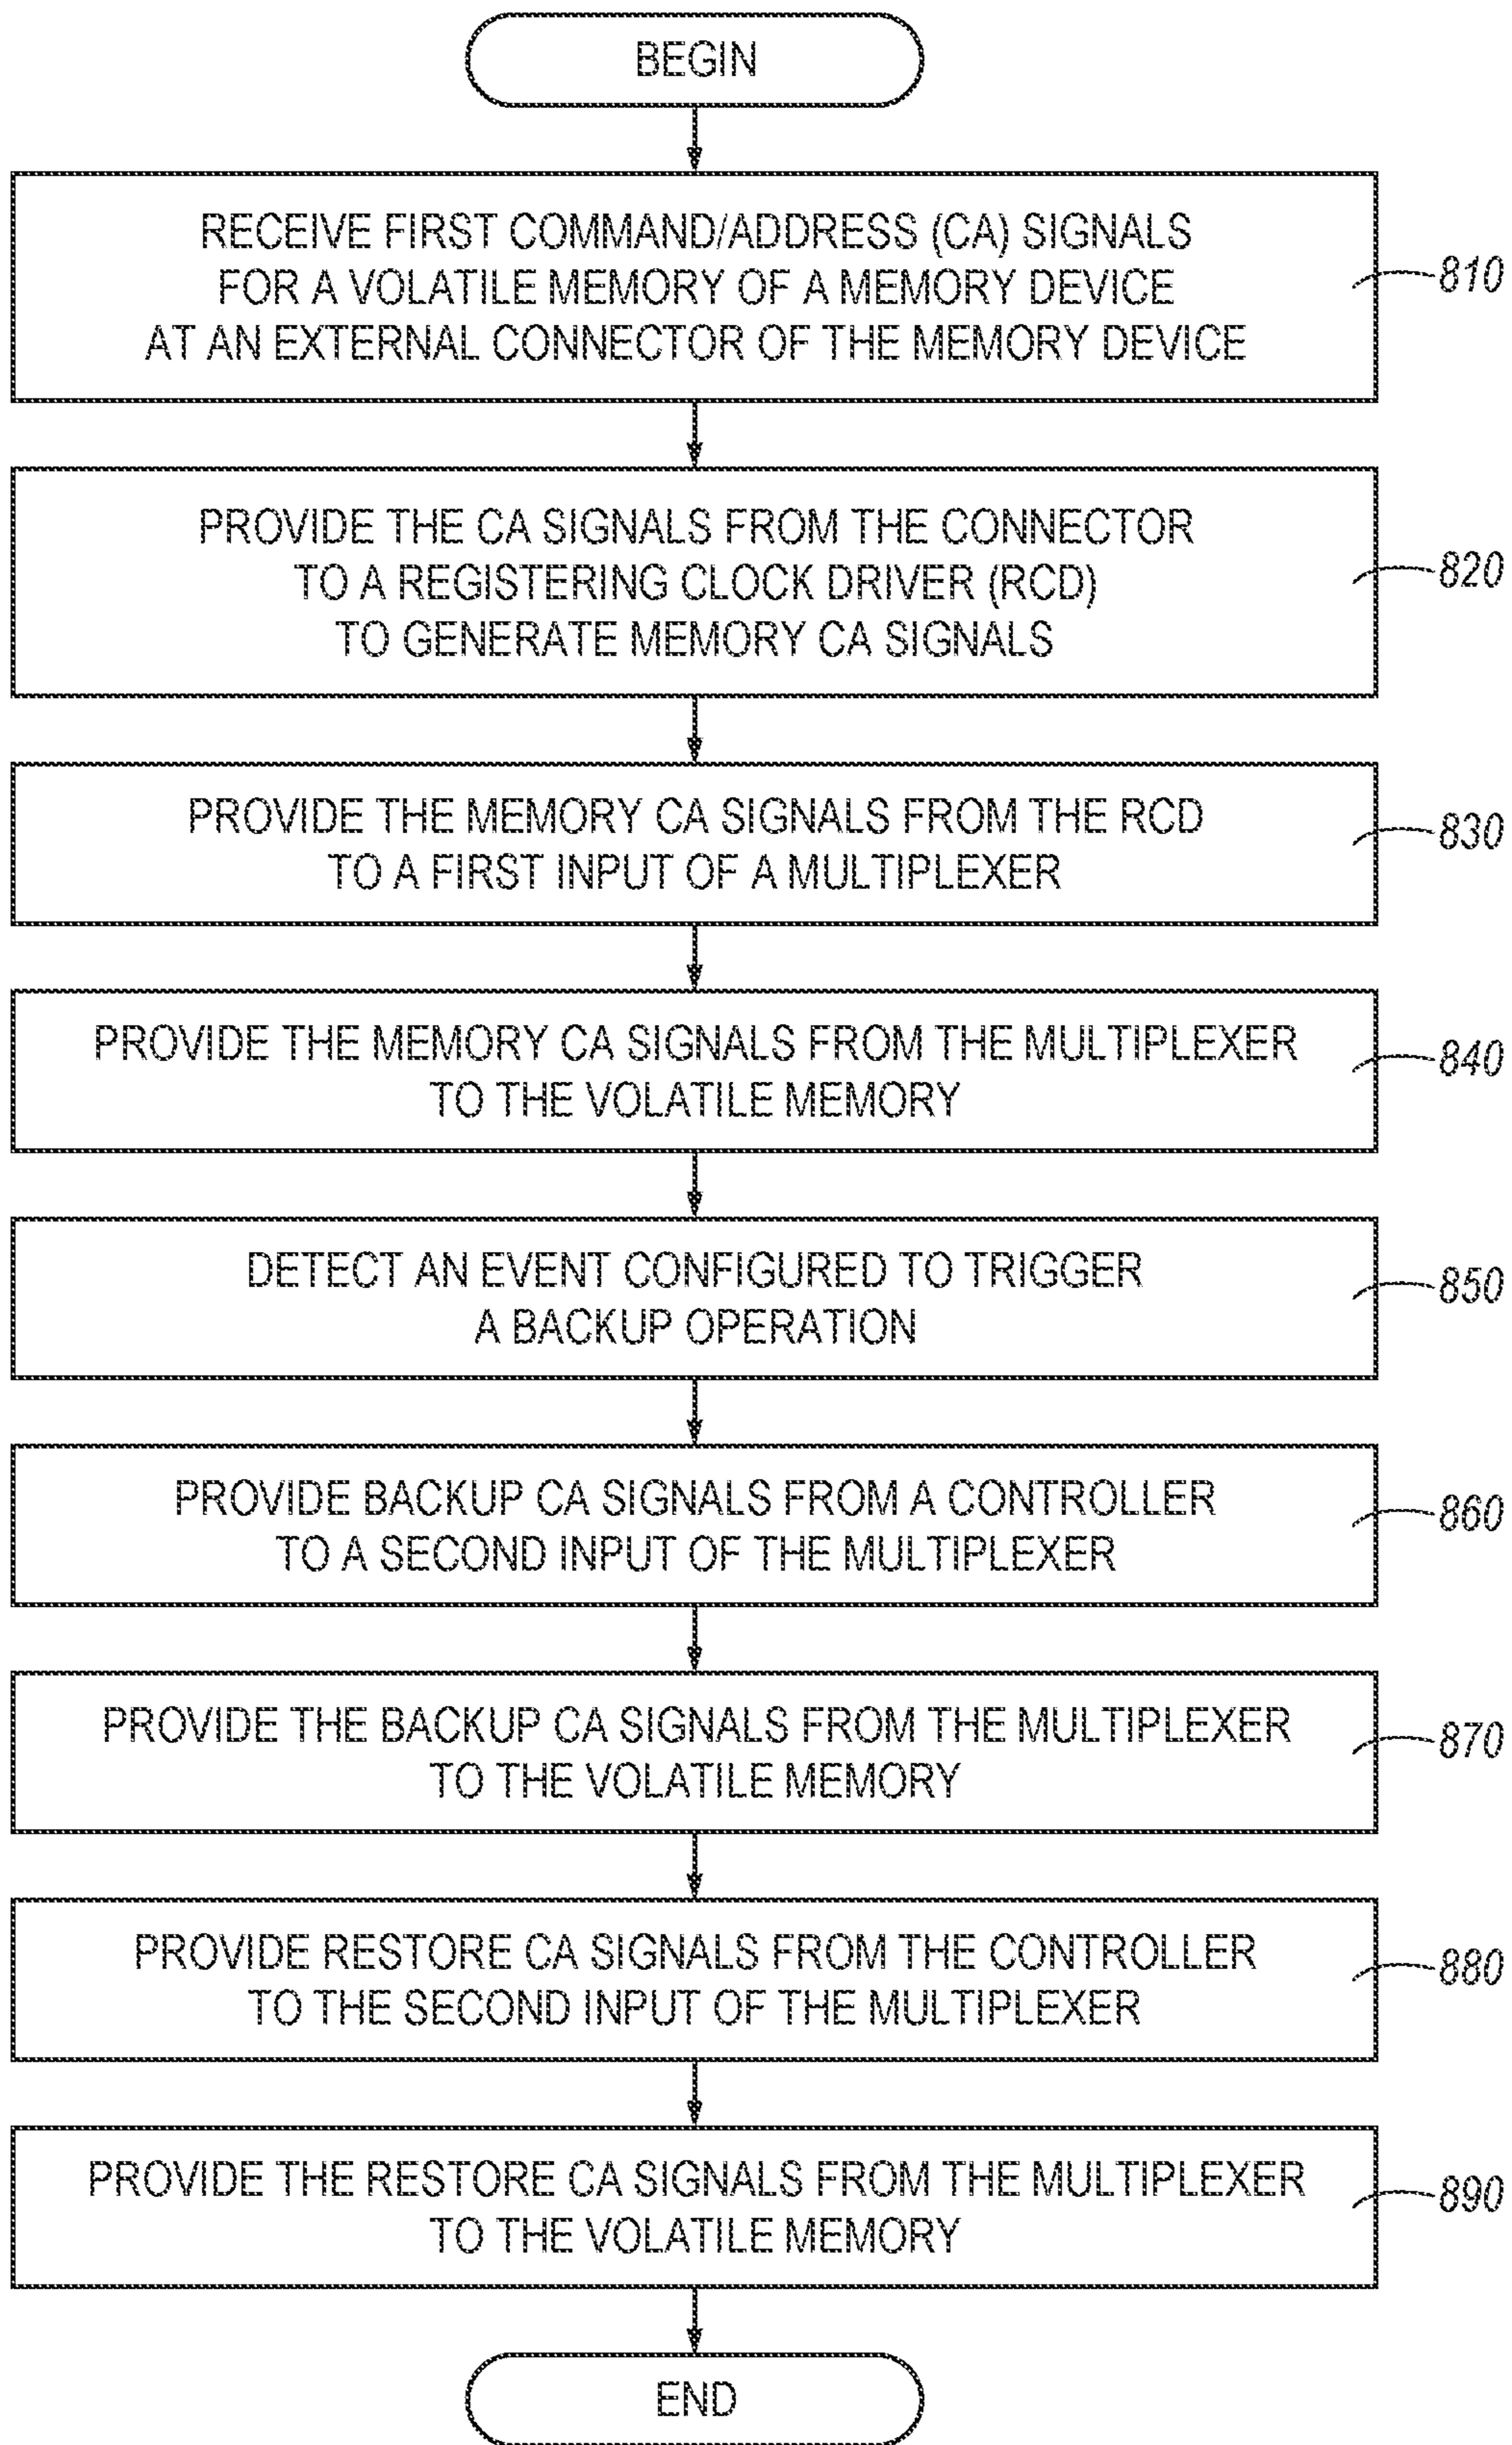 BEGIN
RECEIVE FIRST COMMAND/ADDRESS (CA) SIGNALS
FOR A VOLATILE MEMORY OF A MEMORY DEVICE
AT AN EXTERNAL CONNECTOR OF THE MEMORY DEVICE
810
PROVIDE THE CA SIGNALS FROM THE CONNECTOR
TO A REGISTERING CLOCK DRIVER (RCD)
TO GENERATE MEMORY CA SIGNALS
820
PROVIDE THE MEMORY CA SIGNALS FROM THE RCD
TO A FIRST INPUT OF A MULTIPLEXER
830
PROVIDE THE MEMORY CA SIGNALS FROM THE MULTIPLEXER
TO THE VOLATILE MEMORY
840
DETECT AN EVENT CONFIGURED TO TRIGGER
A BACKUP OPERATION
850
PROVIDE BACKUP CA SIGNALS FROM A CONTROLLER
TO A SECOND INPUT OF THE MULTIPLEXER
860
PROVIDE THE BACKUP CA SIGNALS FROM THE MULTIPLEXER
TO THE VOLATILE MEMORY
870
PROVIDE RESTORE CA SIGNALS FROM THE CONTROLLER
TO THE SECOND INPUT OF THE MULTIPLEXER
880
PROVIDE THE RESTORE CA SIGNALS FROM THE MULTIPLEXER
TO THE VOLATILE MEMORY
890
END